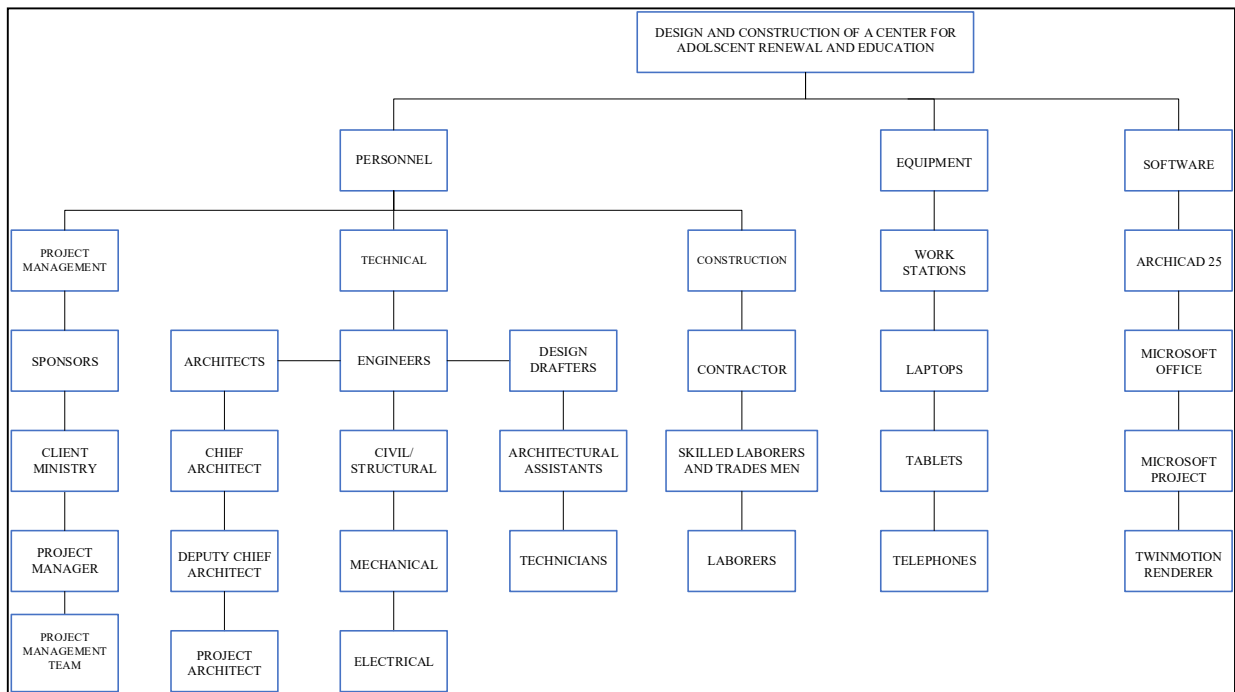 DESIGN AND CONSTRUCTION OF A CENTER FOR
ADOLSCENT RENEWAL AND EDUCATION
PERSONNEL
EQUIPMENT
SOFTWARE
PROJECT
MANAGEMENT
TECHNICAL
CONSTRUCTION
WORK
STATIONS
ARCHICAD 25
SPONSORS
ARCHITECTS
ENGINEERS
DESIGN
DRAFTERS
CONTRACTOR
LAPTOPS
MICROSOFT
OFFICE
CLIENT
MINISTRY
CHIEF
ARCHITECT
CIVIL/
STRUCTURAL
ARCHITECTURAL
ASSISTANTS
SKILLED LABORERS
AND TRADES MEN
TABLETS
MICROSOFT
PROJECT
PROJECT
MANAGER
DEPUTY CHIEF
ARCHITECT
MECHANICAL
TECHNICIANS
LABORERS
TELEPHONES
TWINMOTION
RENDERER
PROJECT
MANAGEMENT
TEAM
PROJECT
ARCHITECT
ELECTRICAL